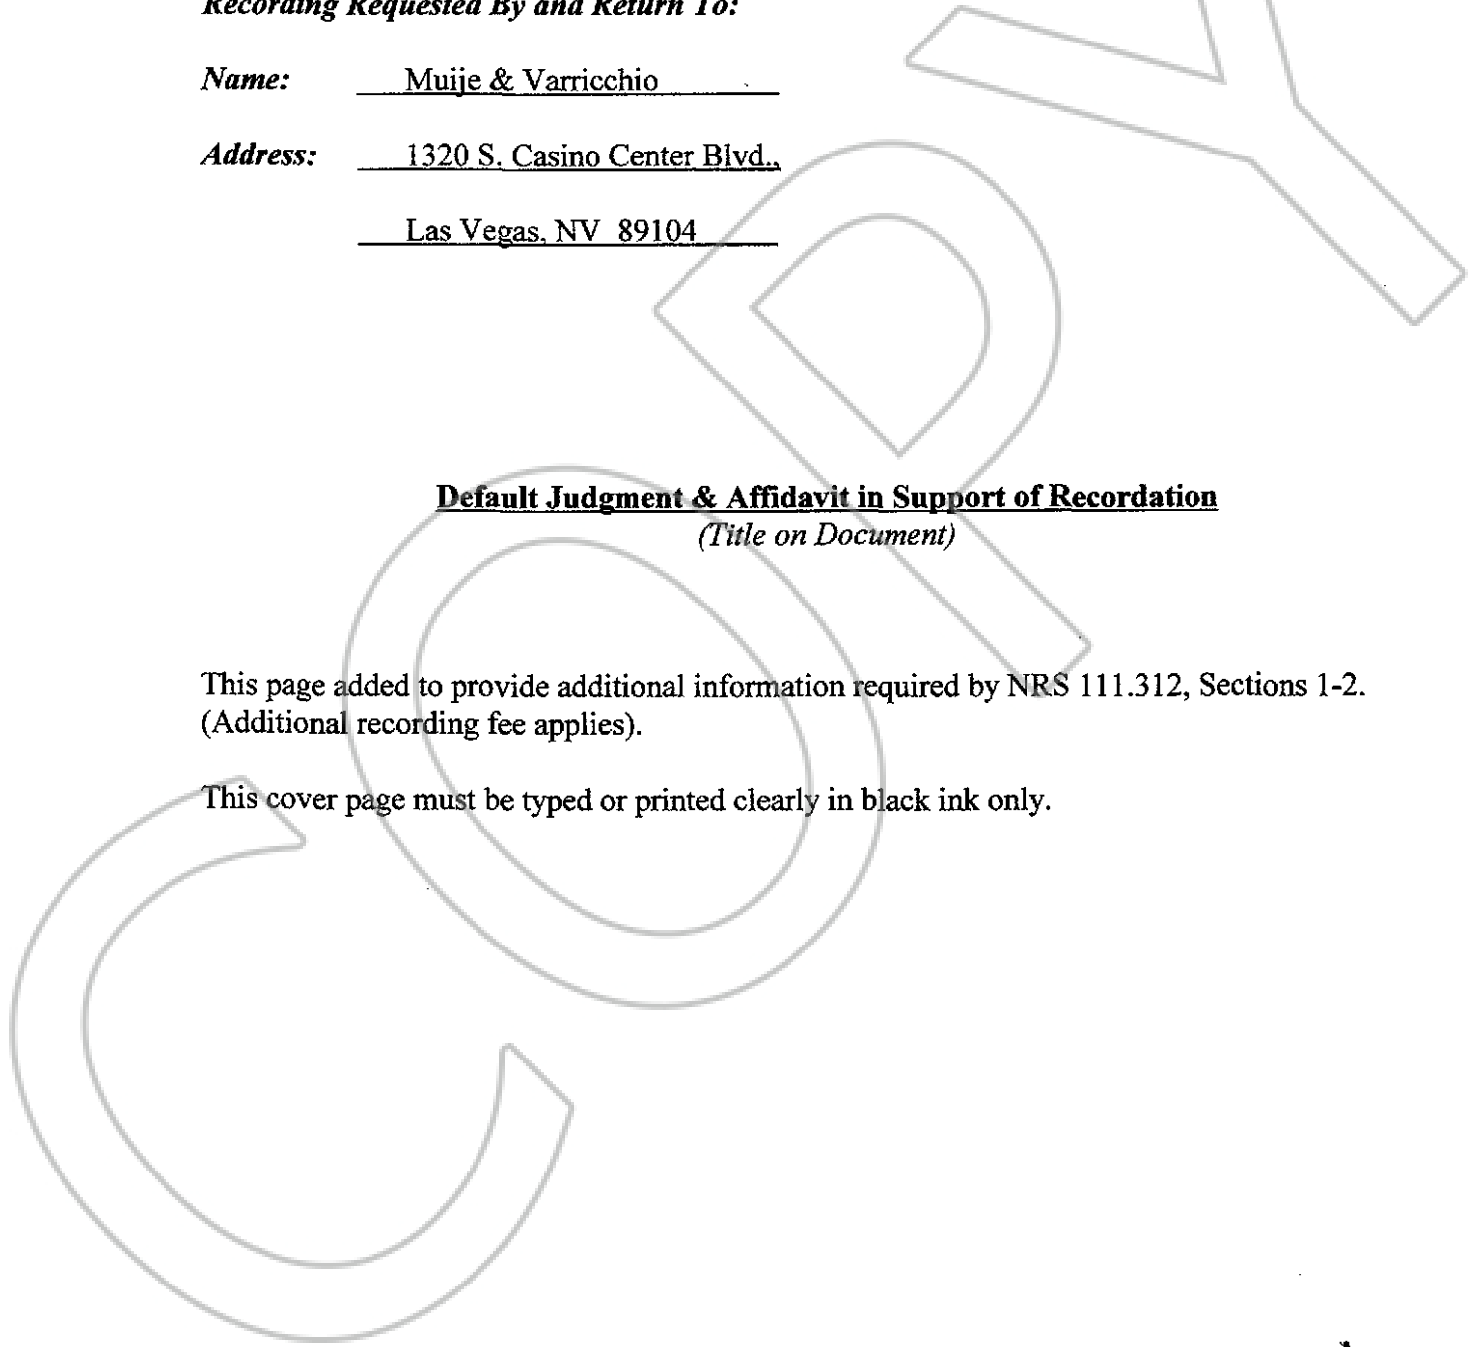 Recording Requested By and Return To:
Name: Muije & Varricchio
Address: 1320 S. Casino Center Blvd.,
Las Vegas, NV 89104
Default Judgment & Affidavit in Support of Recordation
(Title on Document)
This page added to provide additional information required by NRS 111.312, Sections 1-2.
(Additional recording fee applies).
This cover page must be typed or printed clearly in black ink only.
COPY